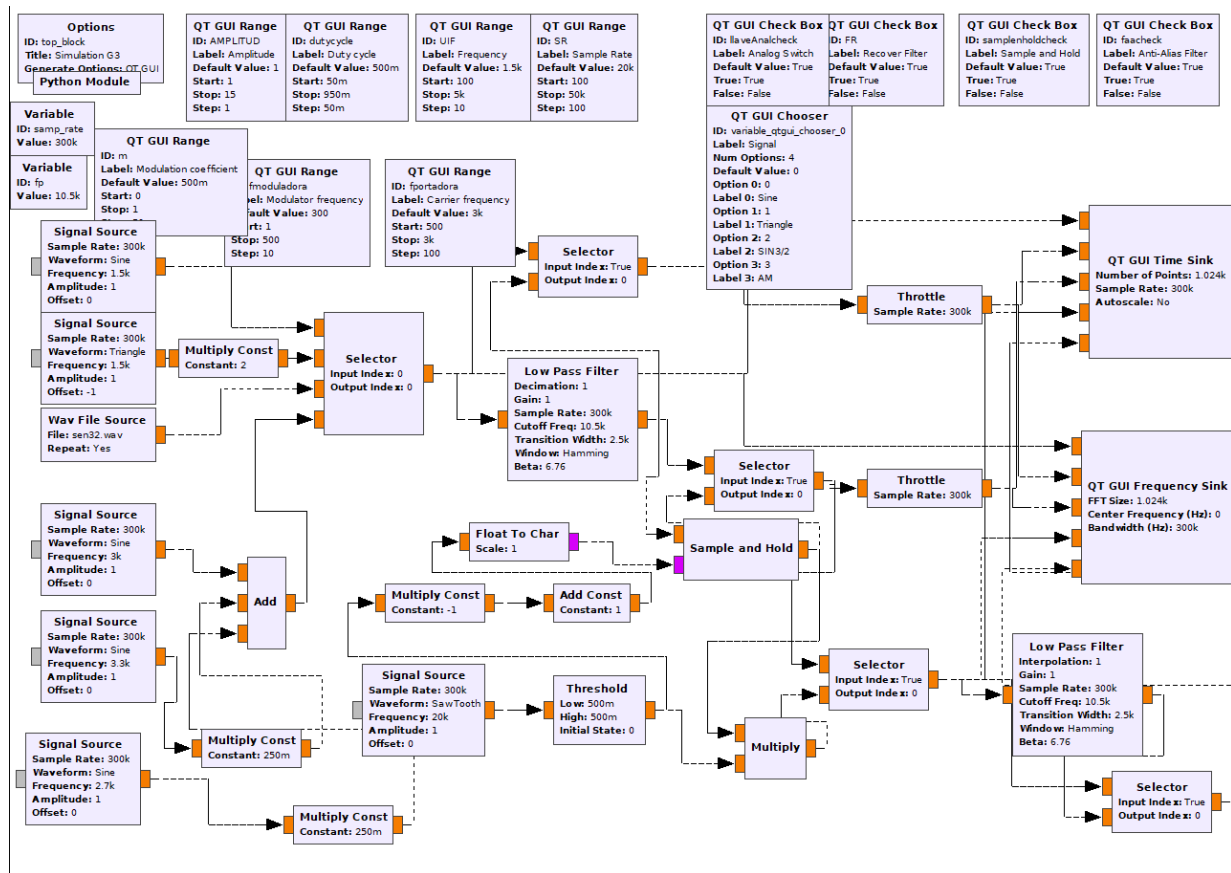 Options
ID: top_block
Title: Simulation G3
Generate Options: QT GUI
Python Module
Variable
ID: samp_rate
Value: 300k
Variable
ID: fp
Value: 10.5k
QT GUI Range
ID: AMPLITUD
Label: Amplitude
Default Value: 1
Start: 1
Stop: 15
Step: 1
QT GUI Range
ID: dutycycle
Label: Duty cycle
Default Value: 500m
Start: 50m
Stop: 950m
Step: 50m
QT GUI Range
ID: UIF
Label: Frequency
Default Value: 1.5k
Start: 100
Stop: 5k
Step: 10
QT GUI Range
ID: SR
Label: Sample Rate
Default Value: 20k
Start: 100
Stop: 50k
Step: 100
QT GUI Check Box
ID: llaveAnalcheck
Label: Analog Switch
Default Value: True
True: True
False: False
QT GUI Check Box
ID: FR
Label: Recover Filter
Default Value: True
True: True
False: False
QT GUI Check Box
ID: samplenholdcheck
Label: Sample and Hold
Default Value: True
True: True
False: False
QT GUI Check Box
ID: faacheck
Label: Anti-Alias Filter
Default Value: True
True: True
False: False
QT GUI Range
ID: m
Label: Modulation coefficient
Default Value: 500m
Start: 0
Stop: 1
QT GUI Range
fmoduladora
Label: Modulator frequency
Default Value: 300
Start: 1
Stop: 500
Step: 10
QT GUI Range
ID: fportadora
Label: Carrier frequency
Default Value: 3k
Start: 500
Stop: 3k
Step: 100
QT GUI Chooser
ID: variable_qtgui_chooser_0
Label: Signal
Num Options: 4
Default Value: 0
Option 0: 0
Label 0: Sine
Option 1: 1
Label 1: Triangle
Option 2: 2
Label 2: SIN3/2
Option 3: 3
Label 3: AM
Signal Source
Sample Rate: 300k
Waveform: Sine
Frequency: 1.5k
Amplitude: 1
Offset: 0
Signal Source
Sample Rate: 300k
Waveform: Triangle
Frequency: 1.5k
Amplitude: 1
Offset: -1
Multiply Const
Constant: 2
Wav File Source
File: sen32.wav
Repeat: Yes
Selector
Input Index: 0
Output Index: 0
Selector
Input Index: True
Output Index: 0
Throttle
Sample Rate: 300k
QT GUI Time Sink
Number of Points: 1.024k
Sample Rate: 300k
Autoscale: No
Low Pass Filter
Decimation: 1
Gain: 1
Sample Rate: 300k
Cutoff Freq: 10.5k
Transition Width: 2.5k
Window: Hamming
Beta: 6.76
Selector
Input Index: True
Output Index: 0
Throttle
Sample Rate: 300k
QT GUI Frequency Sink
FFT Size: 1.024k
Center Frequency (Hz): 0
Bandwidth (Hz): 300k
Signal Source
Sample Rate: 300k
Waveform: Sine
Frequency: 3k
Amplitude: 1
Offset: 0
Add
Float To Char
Scale: 1
Sample and Hold
Multiply Const
Constant: -1
Add Const
Constant: 1
Signal Source
Sample Rate: 300k
Waveform: Sine
Frequency: 3.3k
Amplitude: 1
Offset: 0
Multiply Const
Constant: 250m
Signal Source
Sample Rate: 300k
Waveform: SawTooth
Frequency: 20k
Amplitude: 1
Offset: 0
Threshold
Low: 500m
High: 500m
Initial State: 0
Multiply
Selector
Input Index: True
Output Index: 0
Low Pass Filter
Interpolation: 1
Gain: 1
Sample Rate: 300k
Cutoff Freq: 10.5k
Transition Width: 2.5k
Window: Hamming
Beta: 6.76
Signal Source
Sample Rate: 300k
Waveform: Sine
Frequency: 2.7k
Amplitude: 1
Offset: 0
Multiply Const
Constant: 250m
Selector
Input Index: True
Output Index: 0